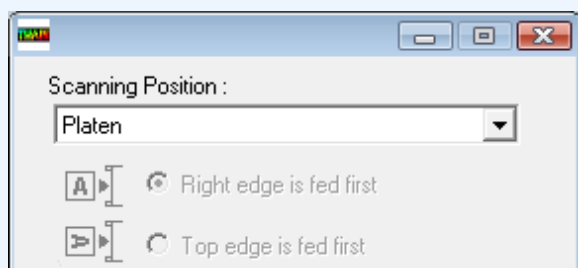 Scanning Position :
Platen
A Right edge is fed first
A Top edge is fed first